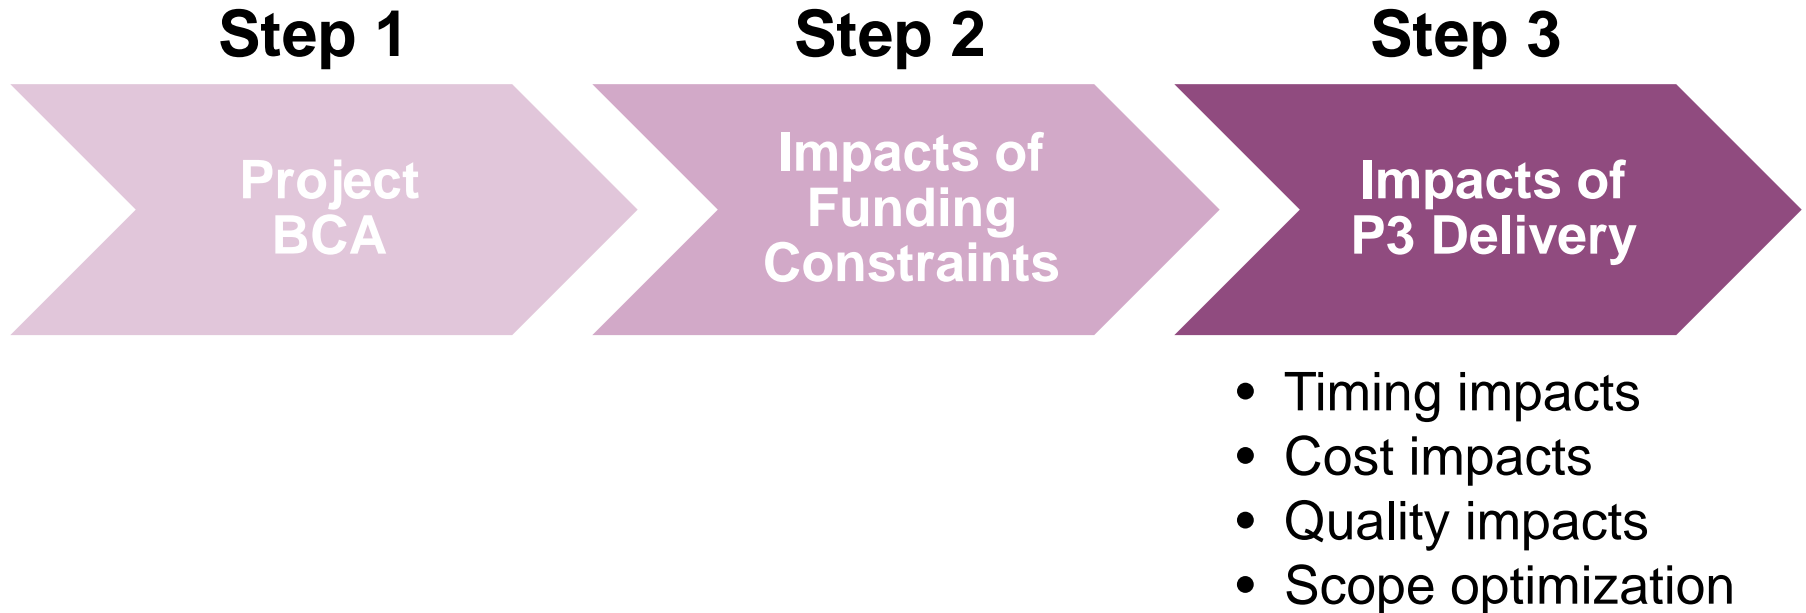 Step 1
Step 2
Step 3
Project
BCA
Impacts of
Funding
Constraints
Impacts of
P3 Delivery
• Timing impacts
• Cost impacts
• Quality impacts
• Scope optimization